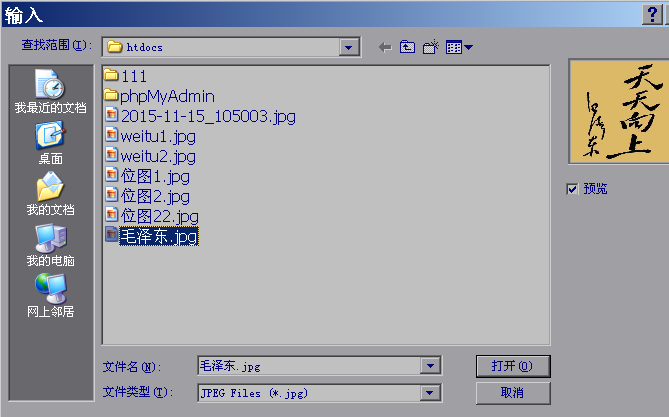 输入
?
查找范围(I):
htdocs
我最近的文档
桌面
我的文档
我的电脑
网上邻居
111
phpMyAdmin
2015-11-15_105003.jpg
weitu1.jpg
weitu2.jpg
位图1.jpg
位图2.jpg
位图22.jpg
毛泽东.jpg
天天向上
毛泽东
预览
文件名(N):
毛泽东.jpg
打开(O)
文件类型(T):
JPEG Files (*.jpg)
取消